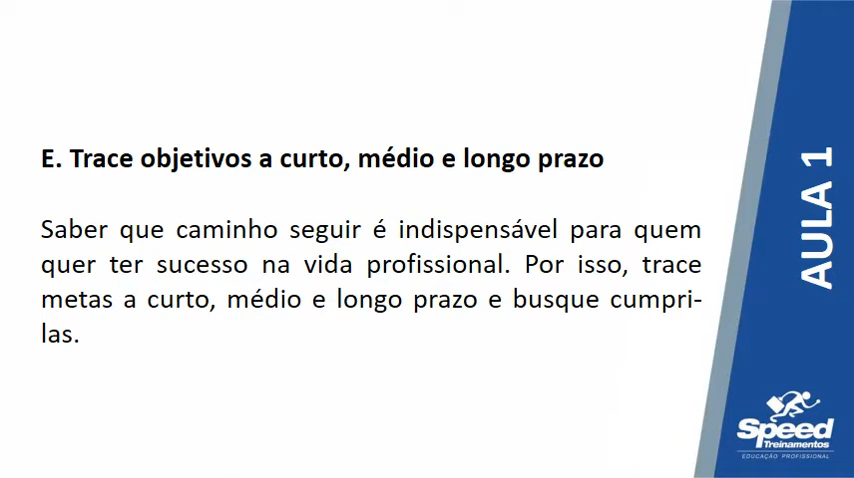 E. Trace objetivos a curto, médio e longo prazo
Saber que caminho seguir é indispensável para quem
quer ter sucesso na vida profissional. Por isso, trace
metas a curto, médio e longo prazo e busque cumpri-
las.
AULA 1
Speed
Treinamentos
EDUCAÇÃO PROFISSIONAL